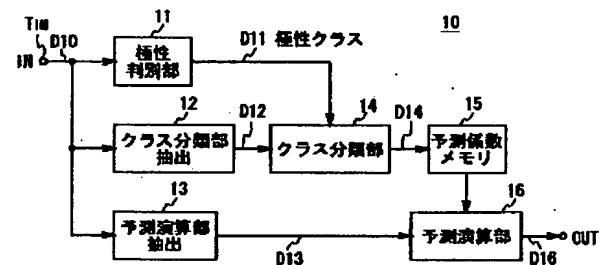 11
10
TIN
D10
IN
極性
判別部
D11 極性クラス
12
D12
14
D14
15
クラス分類部
抽出
クラス分類部
予測係数
メモリ
13
16
予測演算部
抽出
予測演算部
OUT
D13
D16